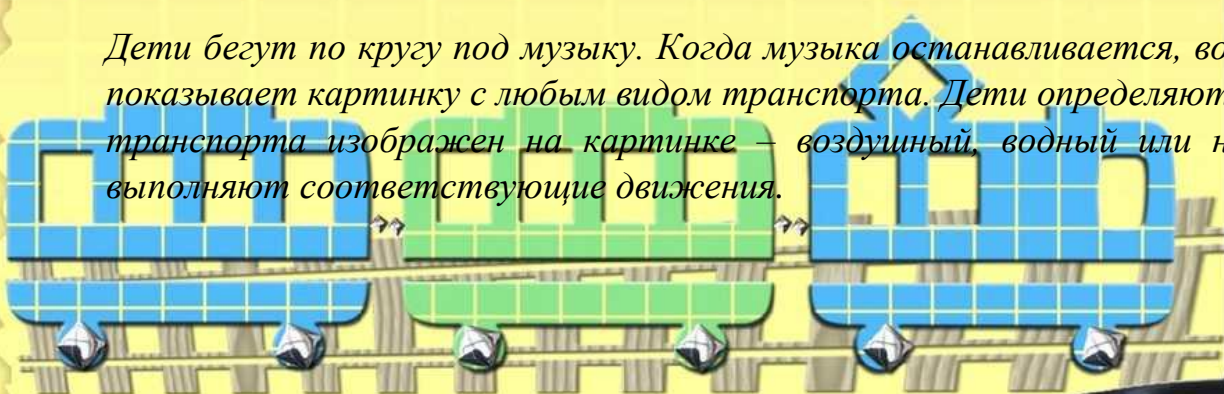 Дети бегут по кругу под музыку. Когда музыка останавливается, во
показывает картинку с любым видом транспорта. Дети определяют
транспорта изображен на картинке – воздушный, водный или н
выполняют соответствующие движения.